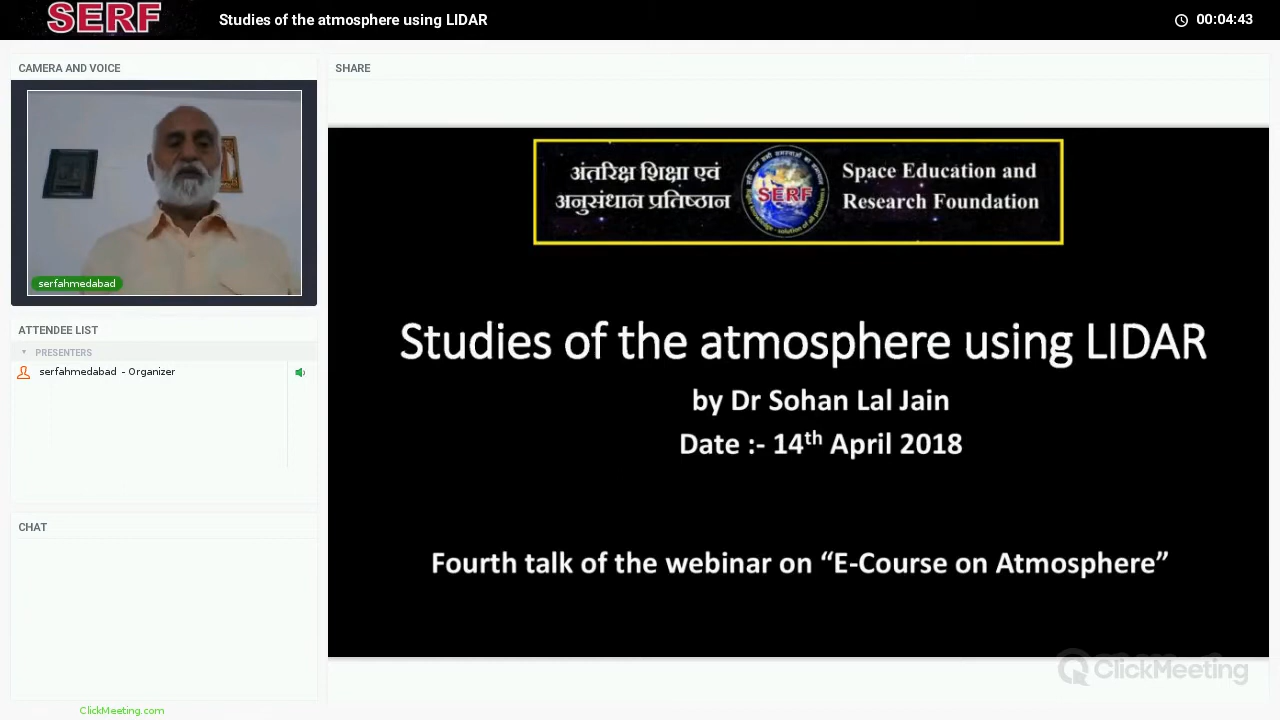 SERF
Studies of the atmosphere using LIDAR
00:04:43
CAMERA AND VOICE
serfahmedabad
ATTENDEE LIST
PRESENTERS
serfahmedabad - Organizer
CHAT
ClickMeeting.com
SHARE
अंतरिक्ष शिक्षा एवं
अनुसंधान प्रतिष्ठान
SERF
Space Education and
Research Foundation
Studies of the atmosphere using LIDAR
by Dr Sohan Lal Jain
Date :- 14th April 2018
Fourth talk of the webinar on “E-Course on Atmosphere”
ClickMeeting